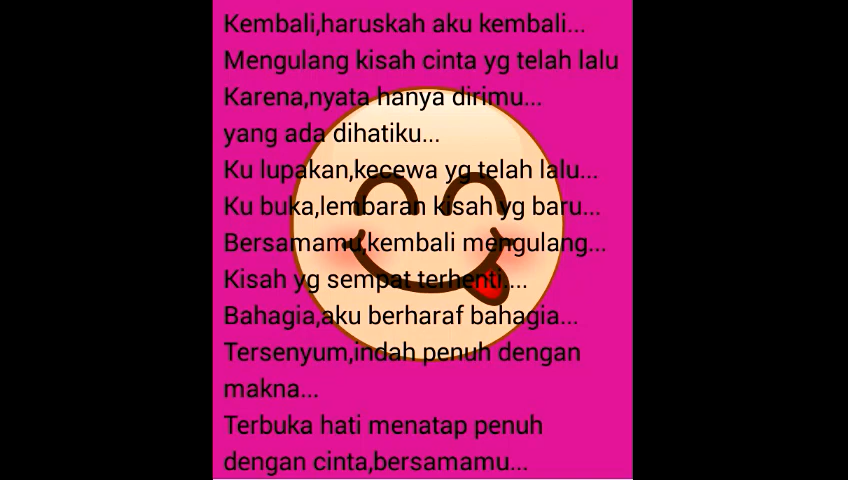 Kembali,haruskah aku kembali...
Mengulang kisah cinta yg telah lalu
Karena,nyata hanya dirimu...
yang ada dihatiku...
Ku lupakan,kecewa yg telah lalu...
Ku buka,lembaran kisah yg baru...
Bersamamu,kembali mengulang...
Kisah yg sempat terhenti....
Bahagia,aku berharaf bahagia...
Tersenyum,indah penuh dengan
makna...
Terbuka hati menatap penuh
dengan cinta,bersamamu...